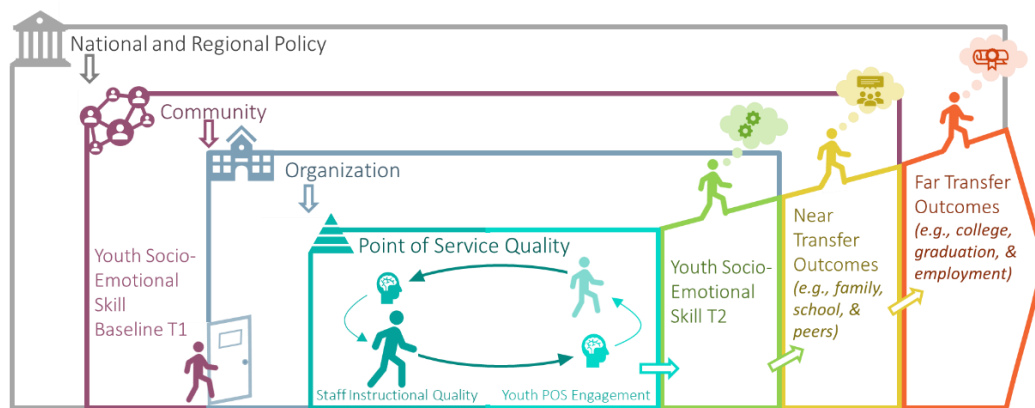 National and Regional Policy
Community
Organization
Point of Service Quality
Youth Socio-
Emotional
Skill
Baseline T1
Staff Instructional Quality
Youth POS Engagement
Youth Socio-
Emotional
Skill T2
Near
Transfer
Outcomes
(e.g., family,
school, &
peers)
Far Transfer
Outcomes
(e.g., college,
graduation, &
employment)